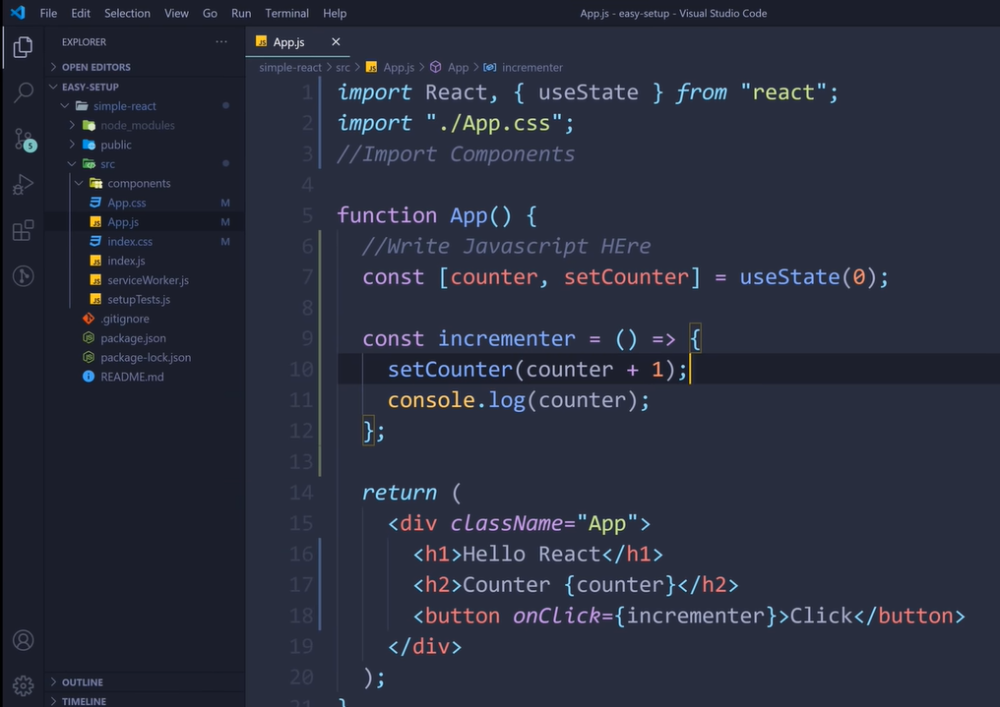 File Edit Selection View Go Run Terminal Help
App.js - easy-setup - Visual Studio Code
EXPLORER ...
OPEN EDITORS
EASY-SETUP
simple-react
node_modules
public
src
components
App.css M
App.js M
index.css M
index.js
serviceWorker.js
setupTests.js
.gitignore
package.json
package-lock.json
README.md
OUTLINE
TIMELINE
5
JS App.js ×
simple-react > src > JS App.js > App > incrementer
1 import React, { useState } from "react";
2 import "./App.css";
3 //Import Components
4
5 function App() {
6 //Write Javascript HEre
7 const [counter, setCounter] = useState(0);
8
9 const incrementer = () => {
10 setCounter(counter + 1);
11 console.log(counter);
12 };
13
14 return (
15 <div className="App">
16 <h1>Hello React</h1>
17 <h2>Counter {counter}</h2>
18 <button onClick={incrementer}>Click</button>
19 </div>
20 );
21 }